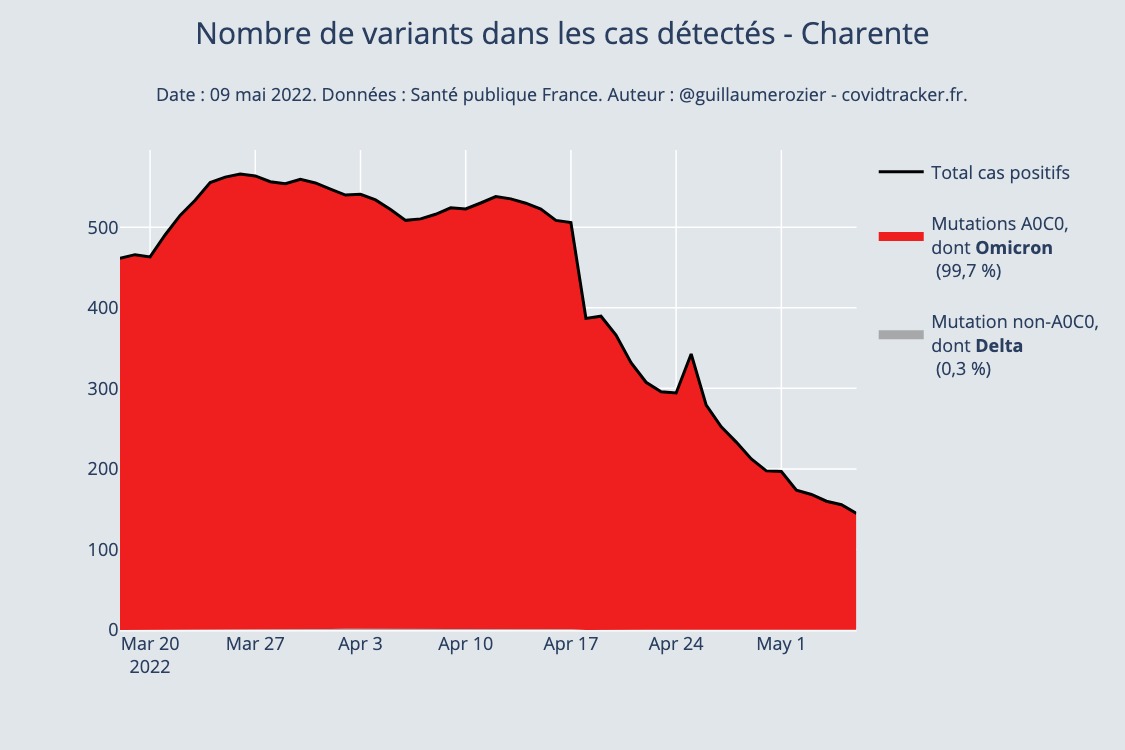 Nombre de variants dans les cas détectés - Charente
Date : 09 mai 2022. Données : Santé publique France. Auteur : @guillaumerozier - covidtracker.fr.
Total cas positifs
Mutations A0C0,
dont Omicron
(99,7 %)
Mutation non-A0C0,
dont Delta
(0,3 %)
500
400
300
200
100
0
Mar 20 Mar 27 Apr 3 Apr 10 Apr 17 Apr 24 May 1
2022